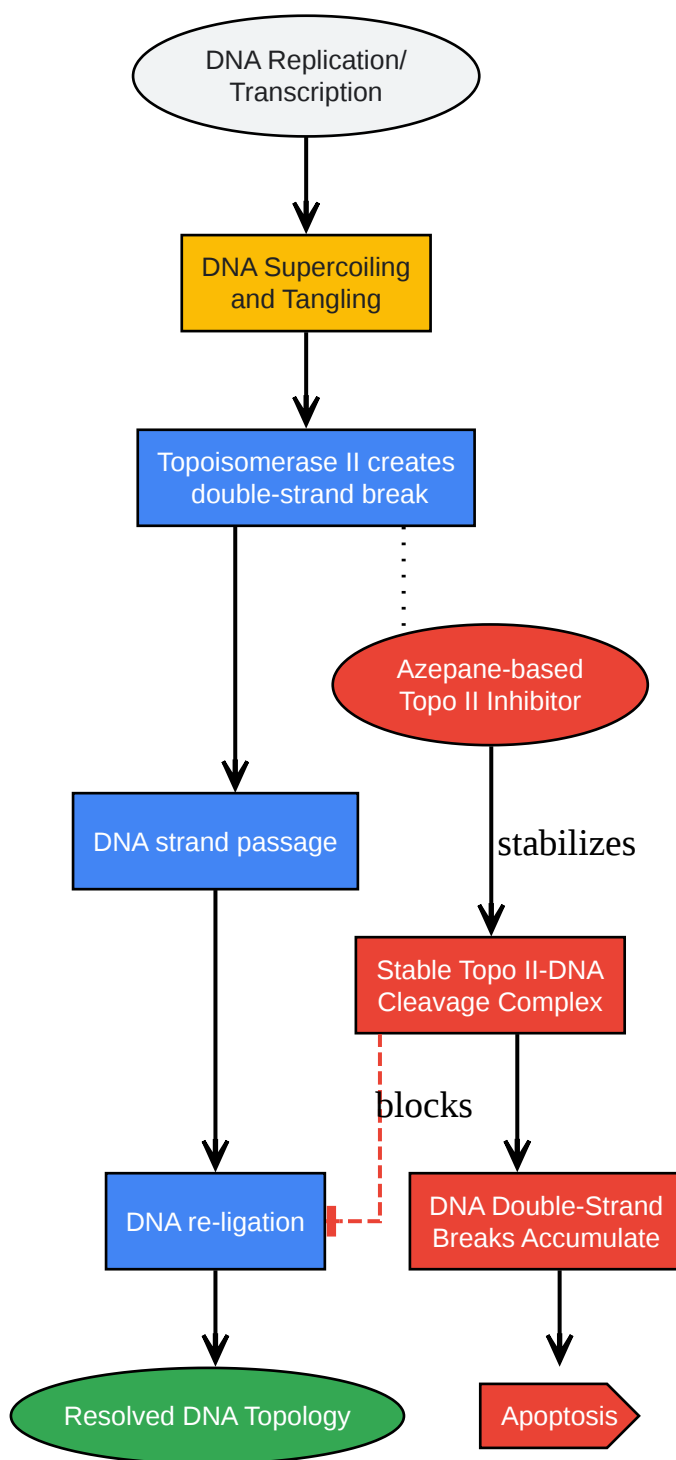 DNA Replication/
Transcription
DNA Supercoiling
and Tangling
Topoisomerase II creates
double-strand break
Azepane-based
Topo II Inhibitor
DNA strand passage
stabilizes
Stable Topo II-DNA
Cleavage Complex
blocks
DNA re-ligation
DNA Double-Strand
Breaks Accumulate
Resolved DNA Topology
Apoptosis